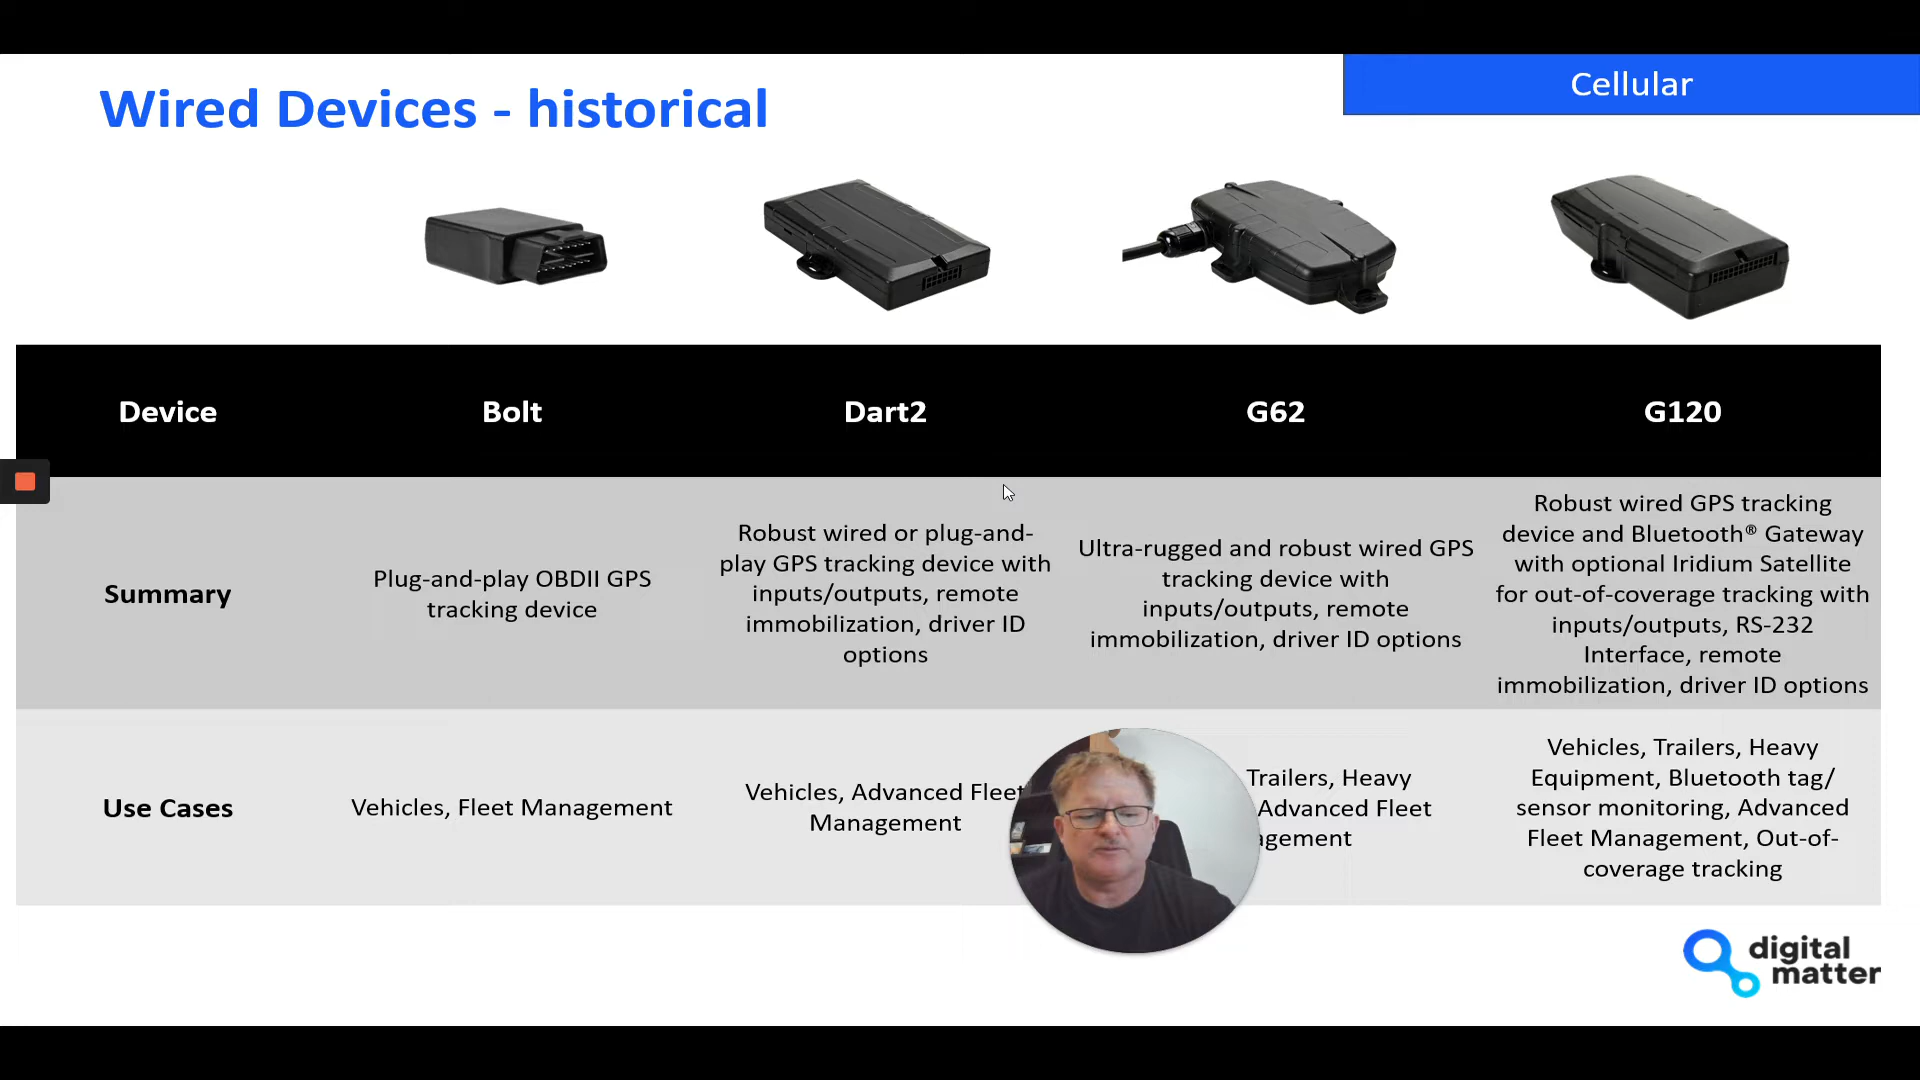 Cellular
Wired Devices - historical
Device
Bolt
Dart2
G62
G120
Summary
Plug-and-play OBDII GPS
tracking device
Robust wired or plug-and-
play GPS tracking device with
inputs/outputs, remote
immobilization, driver ID
options
Ultra-rugged and robust wired GPS
tracking device with
inputs/outputs, remote
immobilization, driver ID options
Robust wired GPS tracking
device and Bluetooth® Gateway
with optional Iridium Satellite
for out-of-coverage tracking with
inputs/outputs, RS-232
Interface, remote
immobilization, driver ID options
Use Cases
Vehicles, Fleet Management
Vehicles, Advanced Fleet
Management
Trailers, Heavy
Advanced Fleet
Vehicles, Trailers, Heavy
Equipment, Bluetooth tag/
sensor monitoring, Advanced
Fleet Management, Out-of-
coverage tracking
digital
matter